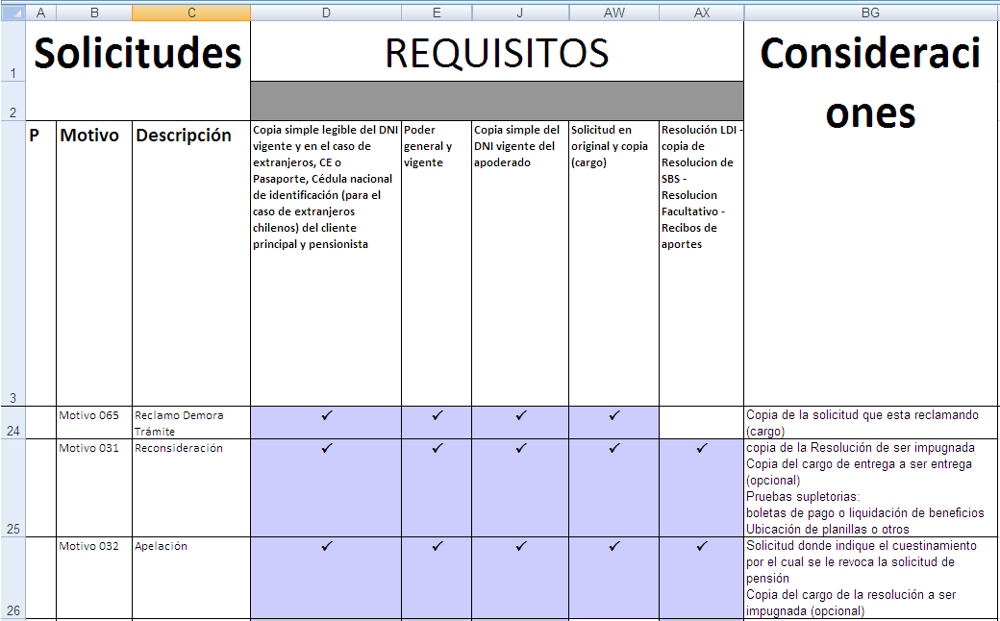 A B C D E J AW AX BG
1 Solicitudes REQUISITOS Consideraci
ones
2
P Motivo Descripción
Copia simple legible del DNI
vigente y en el caso de
extranjeros, CE o
Pasaporte, Cédula nacional
de identificación (para el
caso de extranjeros
chilenos) del cliente
principal y pensionista
Poder
general y
vigente
Copia simple del
DNI vigente del
apoderado
Solicitud en
original y copia
(cargo)
Resolución LDI -
copia de
Resolucion de
SBS -
Resolucion
Facultativo -
Recibos de
aportes
3
24 Motivo 065 Reclamo Demora
Trámite
✓ ✓ ✓ ✓
Copia de la solicitud que esta reclamando
(cargo)
25 Motivo 031 Reconsideración
✓ ✓ ✓ ✓ ✓
copia de la Resolución de ser impugnada
Copia del cargo de entrega a ser entrega
(opcional)
Pruebas supletorias:
boletas de pago o liquidación de beneficios
Ubicación de planillas o otros
26 Motivo 032 Apelación
✓ ✓ ✓ ✓ ✓
Solicitud donde indique el cuestinamiento
por el cual se le revoca la solicitud de
pensión
Copia del cargo de la resolución a ser
impugnada (opcional)